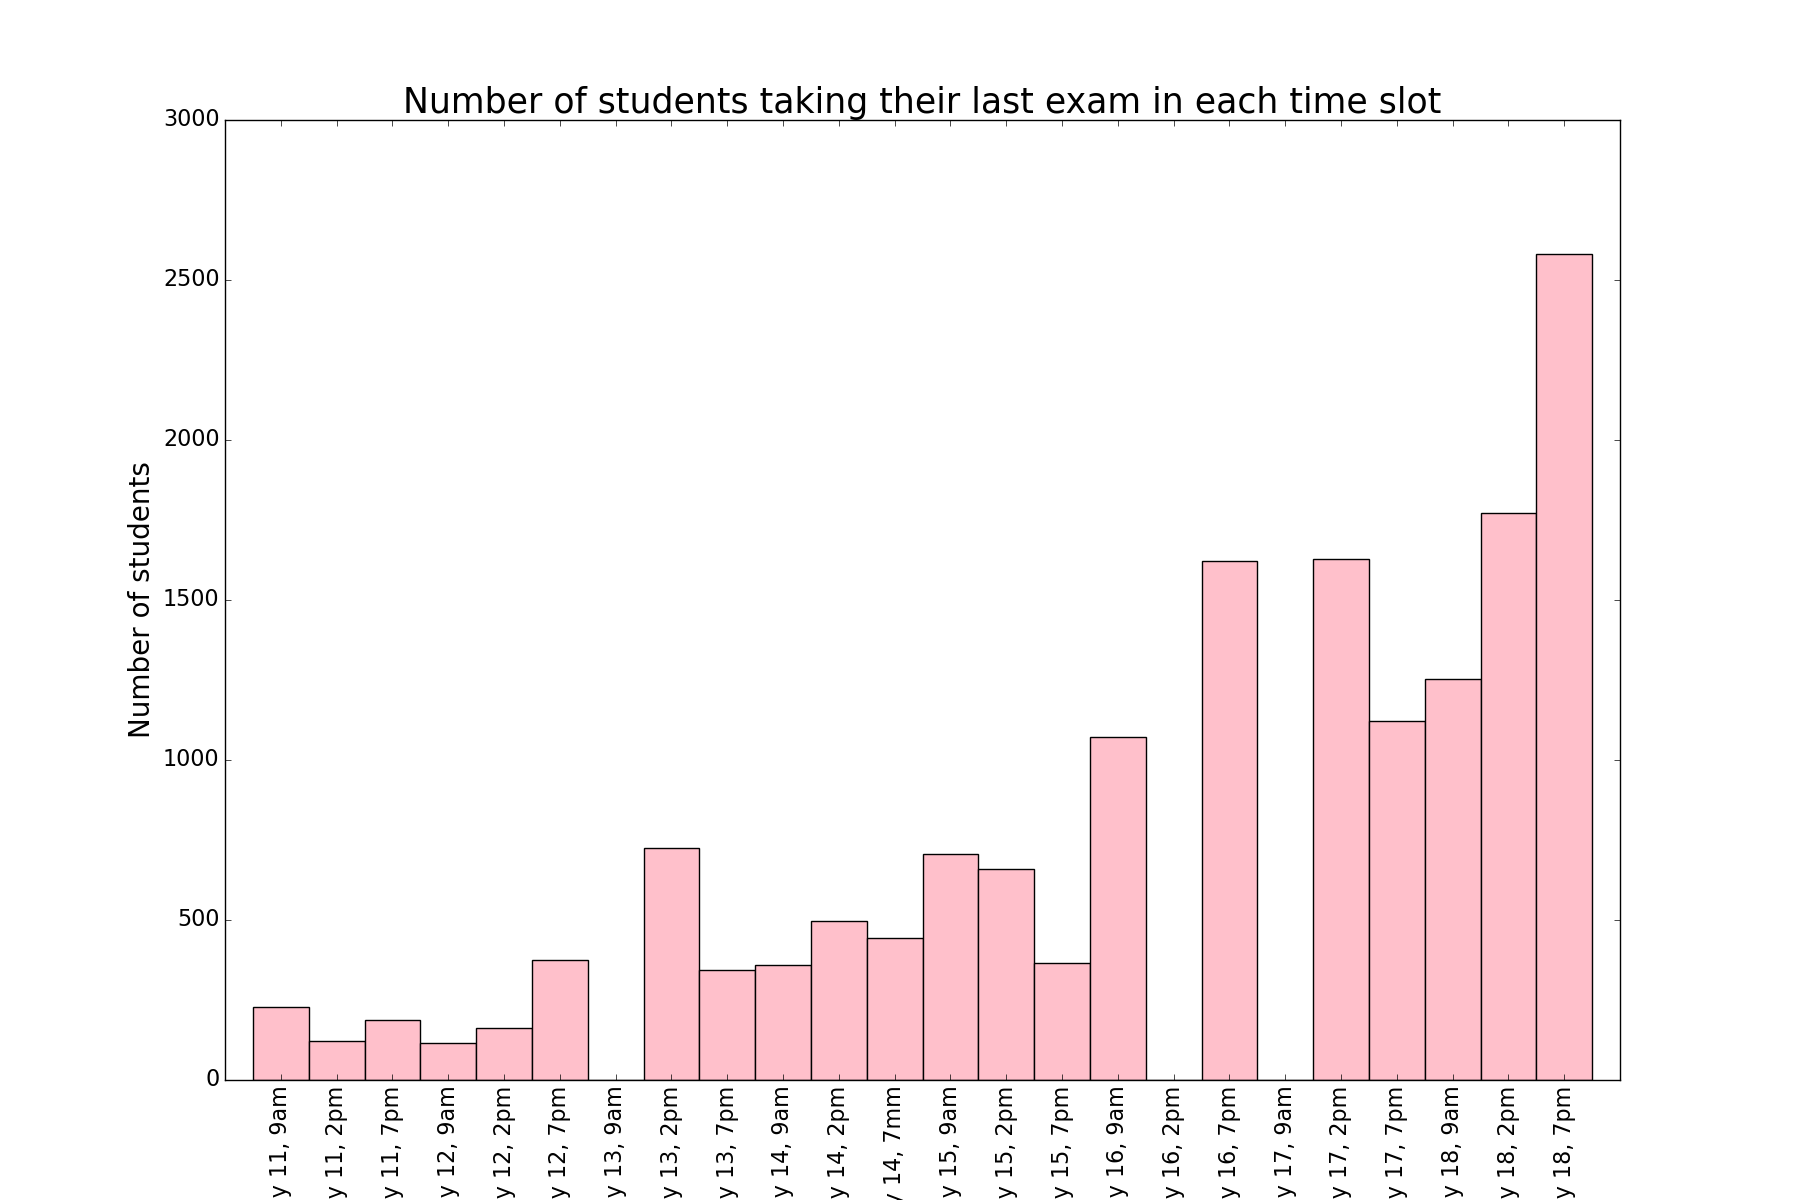 Number of students taking their last exam in each time slot
3000
2500
2000
1500
1000
500
0
Number of students
y 11, 9am
y 11, 2pm
y 11, 7pm
y 12, 9am
y 12, 2pm
y 12, 7pm
y 13, 9am
y 13, 2pm
y 13, 7pm
y 14, 9am
y 14, 2pm
y 14, 7mm
y 15, 9am
y 15, 2pm
y 15, 7pm
y 16, 9am
y 16, 2pm
y 16, 7pm
y 17, 9am
y 17, 2pm
y 17, 7pm
y 18, 9am
y 18, 2pm
y 18, 7pm